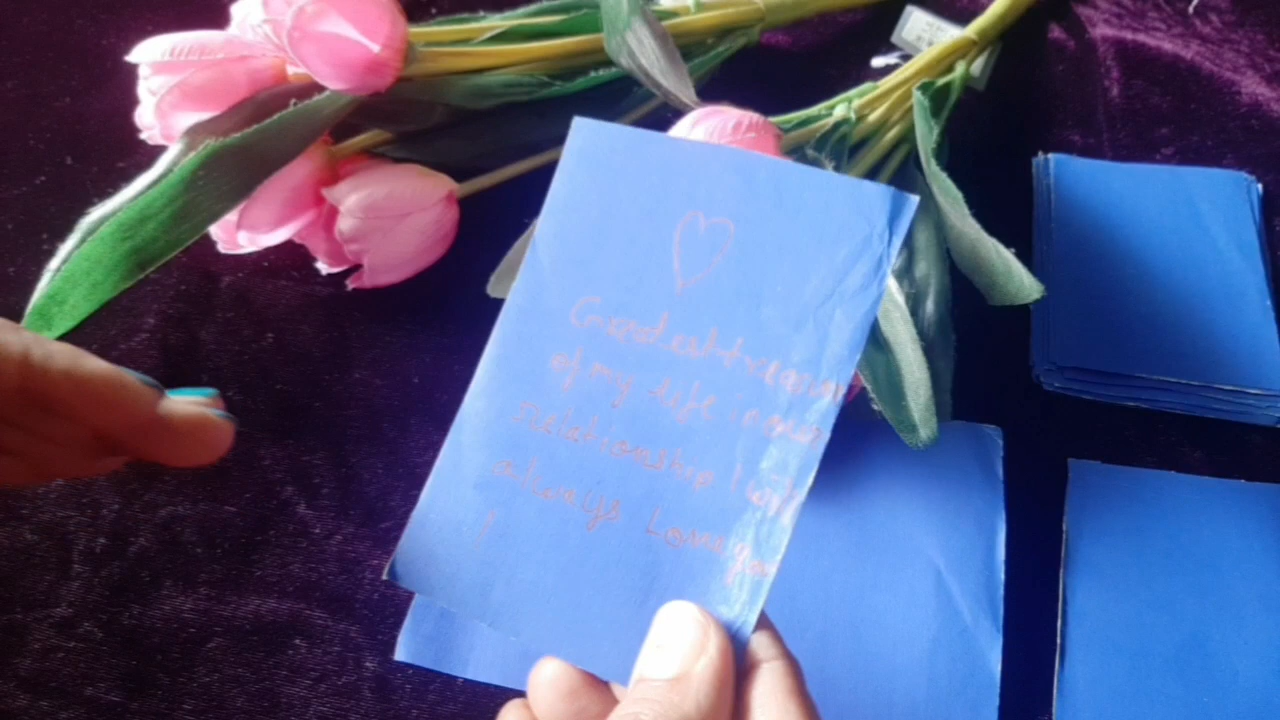 Greatest treasure
of my life is our
relationship I will
always Love you
!